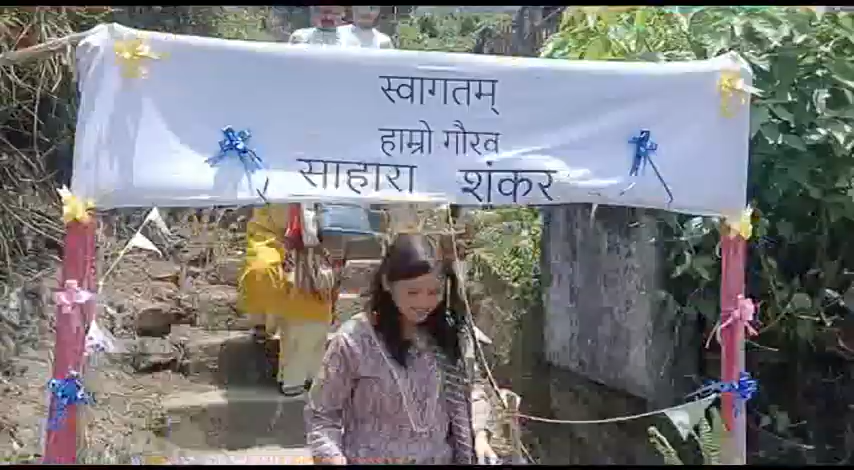 स्वागतम्
हाम्रो गौरव
साहारा शंकर